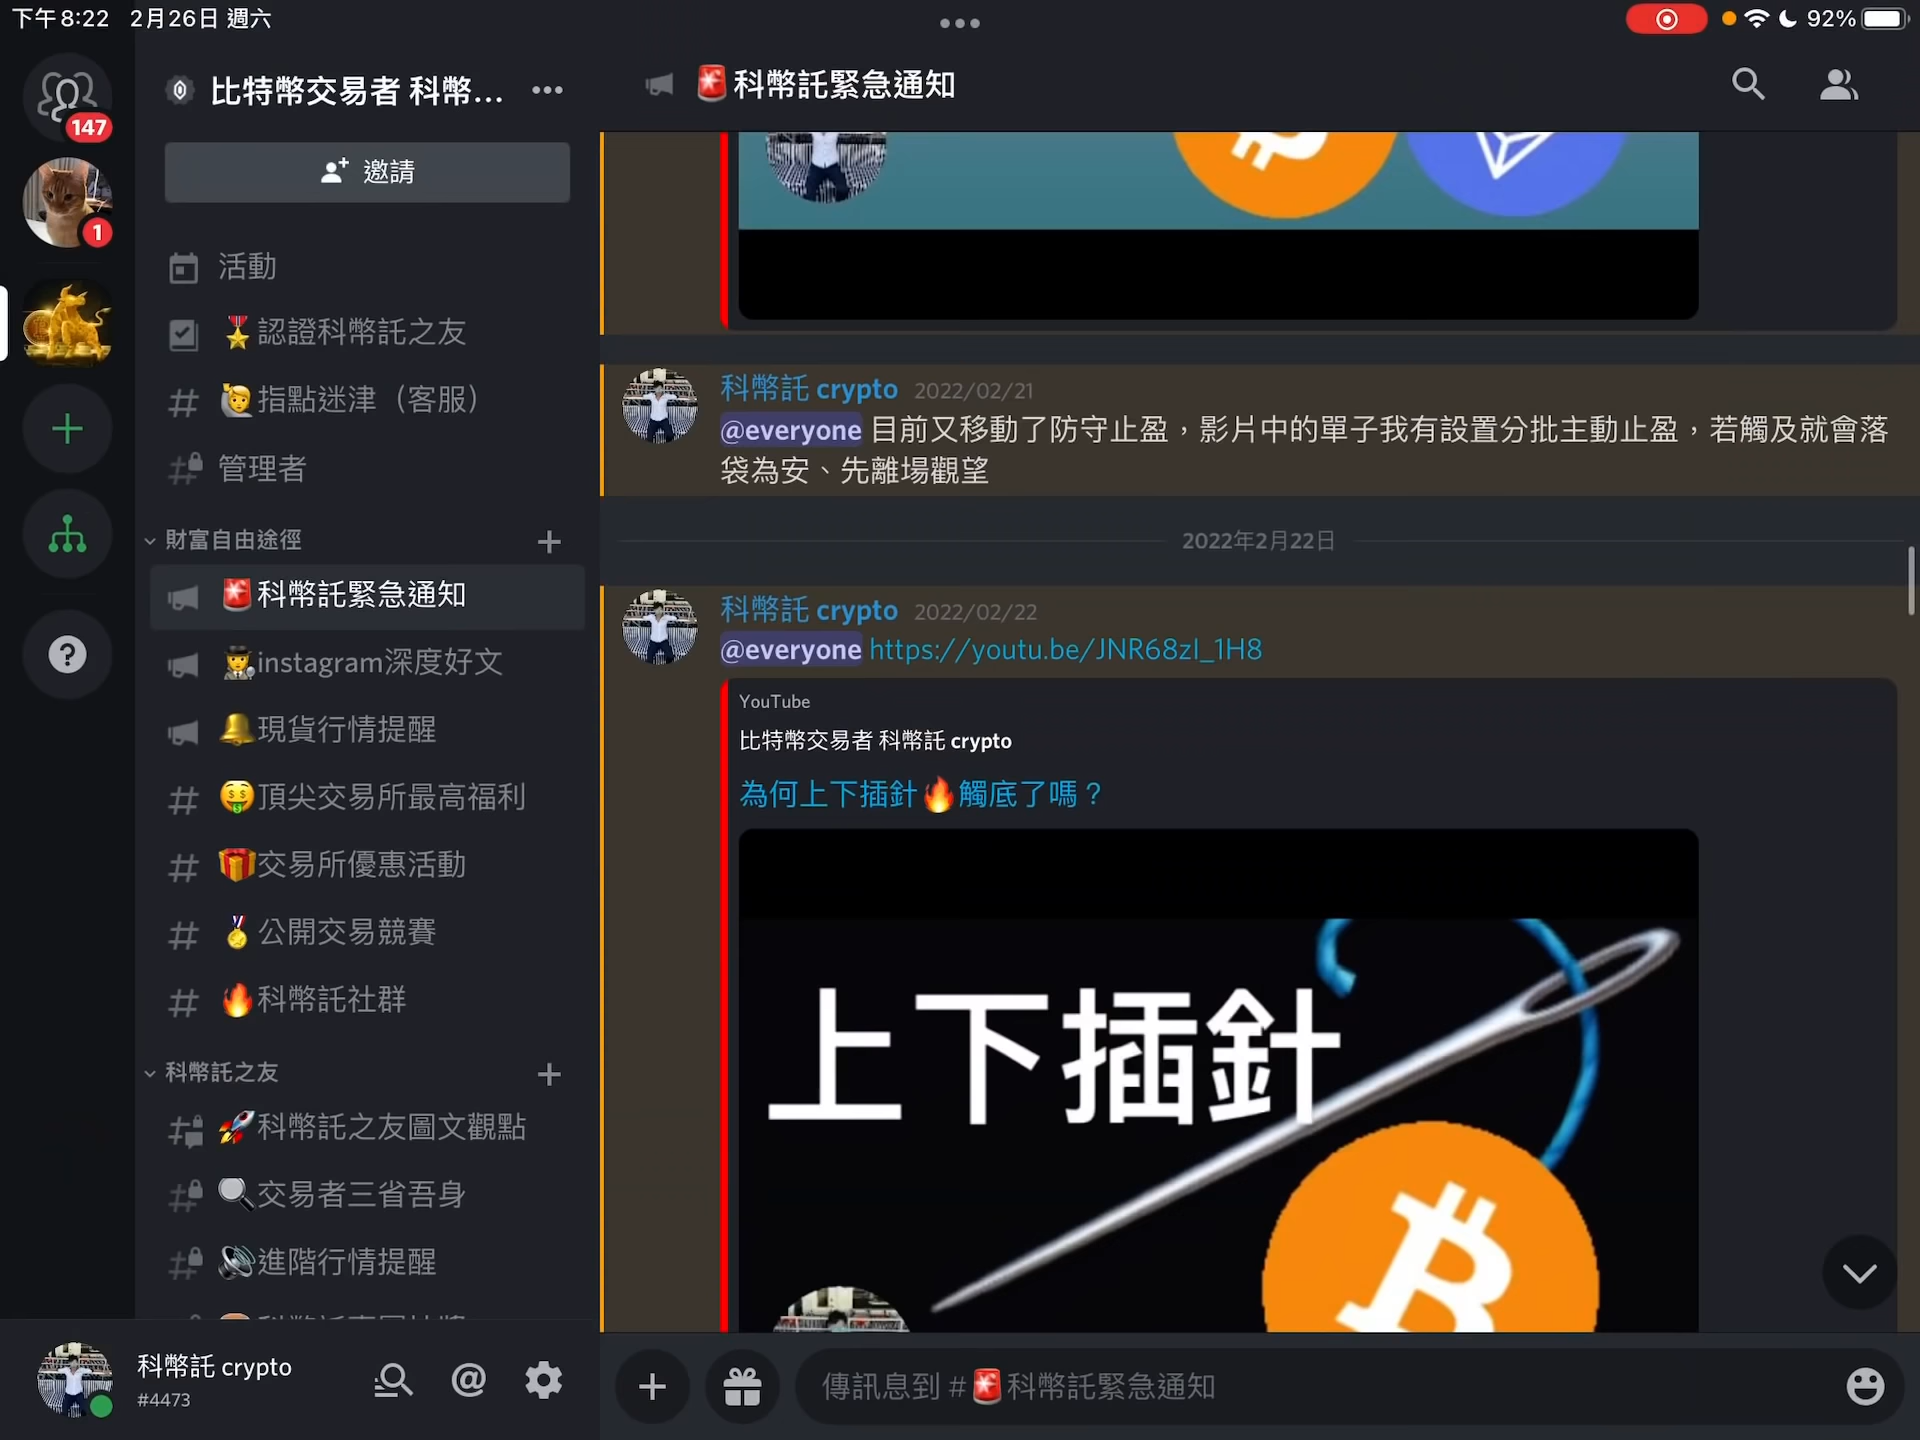 下午8:22 2月26日 週六
92%
147
1
比特幣交易者 科幣...
邀請
活動
🎖認證科幣託之友
🙋指點迷津（客服）
管理者
財富自由途徑
🚨科幣託緊急通知
🕵instagram深度好文
🔔現貨行情提醒
🤑頂尖交易所最高福利
🎁交易所優惠活動
🏅公開交易競賽
🔥科幣託社群
科幣託之友
🚀科幣託之友圖文觀點
🔍交易者三省吾身
🔊進階行情提醒
科幣託 crypto
#4473
🚨科幣託緊急通知
科幣託 crypto 2022/02/21
@everyone 目前又移動了防守止盈，影片中的單子我有設置分批主動止盈，若觸及就會落
袋為安、先離場觀望
2022年2月22日
科幣託 crypto 2022/02/22
@everyone https://youtu.be/JNR68zI_1H8
YouTube
比特幣交易者 科幣託 crypto
為何上下插針🔥觸底了嗎？
上下插針
傳訊息到 #🚨科幣託緊急通知